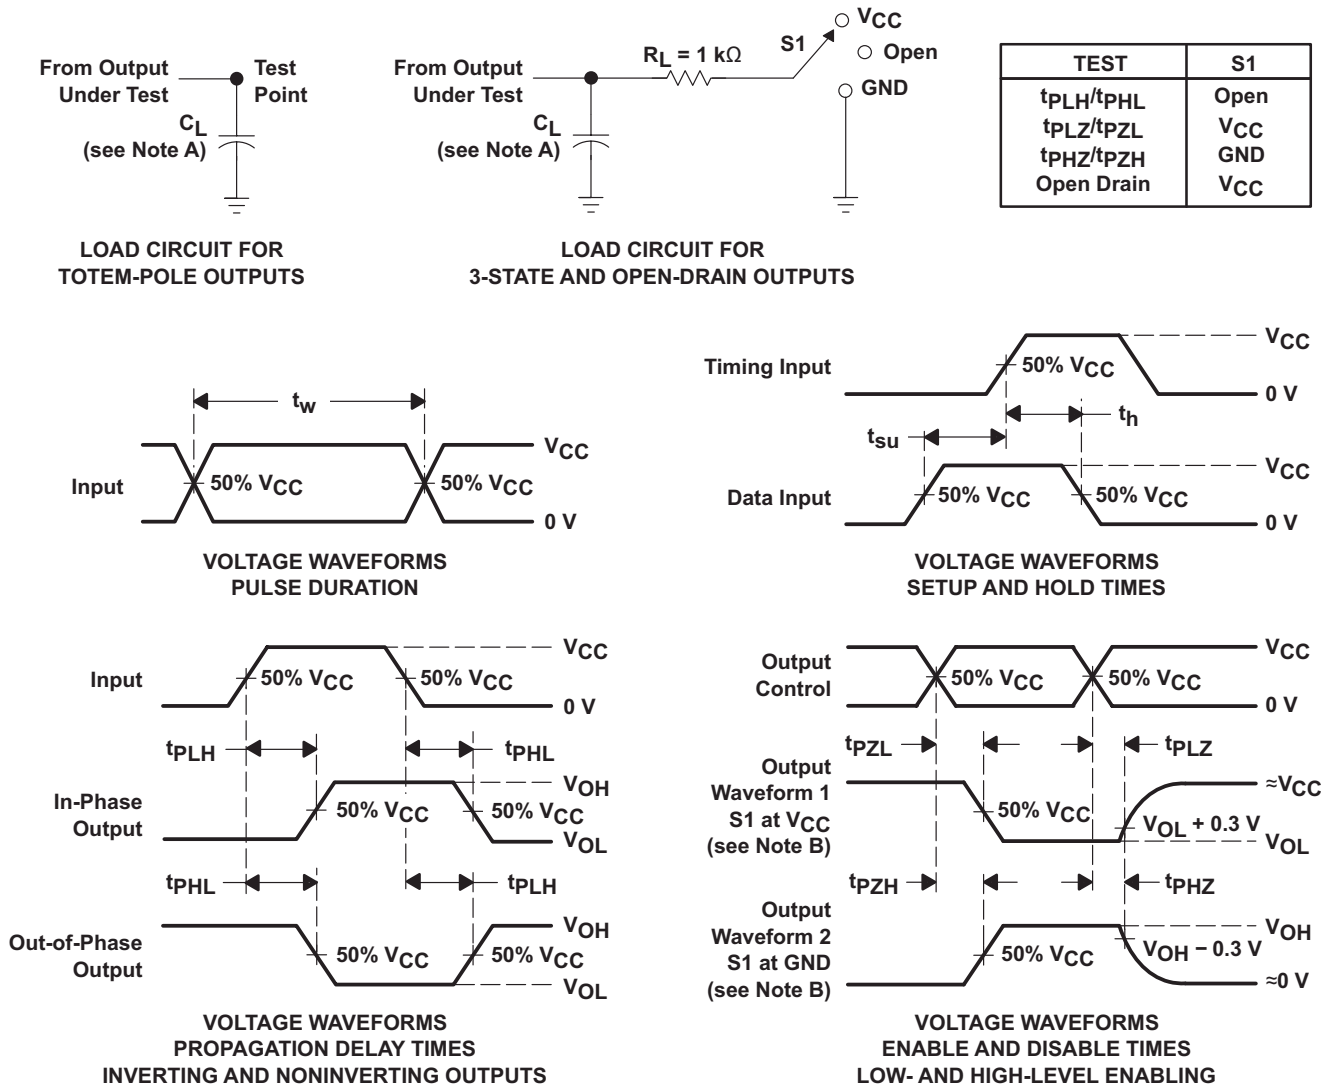 From Output
Under Test
Test
Point
CL
(see Note A)
LOAD CIRCUIT FOR
TOTEM-POLE OUTPUTS
From Output
Under Test
RL = 1 kΩ
S1
VCC
Open
GND
CL
(see Note A)
LOAD CIRCUIT FOR
3-STATE AND OPEN-DRAIN OUTPUTS
TEST S1
tPLH/tPHL Open
tPLZ/tPZL VCC
tPHZ/tPZH GND
Open Drain VCC
tw
Input
50% VCC
50% VCC
VCC
0 V
VOLTAGE WAVEFORMS
PULSE DURATION
Timing Input
50% VCC
VCC
0 V
th
tsu
Data Input
50% VCC
50% VCC
VCC
0 V
VOLTAGE WAVEFORMS
SETUP AND HOLD TIMES
Input
50% VCC
50% VCC
VCC
0 V
tPLH
tPHL
In-Phase
Output
50% VCC
50% VCC
VOH
VOL
tPHL
tPLH
Out-of-Phase
Output
50% VCC
50% VCC
VOH
VOL
VOLTAGE WAVEFORMS
PROPAGATION DELAY TIMES
INVERTING AND NONINVERTING OUTPUTS
Output
Control
50% VCC
50% VCC
VCC
0 V
tPZL
tPLZ
Output
Waveform 1
S1 at VCC
(see Note B)
50% VCC
≈VCC
VOL + 0.3 V
VOL
tPZH
tPHZ
Output
Waveform 2
S1 at GND
(see Note B)
50% VCC
VOH
VOH − 0.3 V
≈0 V
VOLTAGE WAVEFORMS
ENABLE AND DISABLE TIMES
LOW- AND HIGH-LEVEL ENABLING